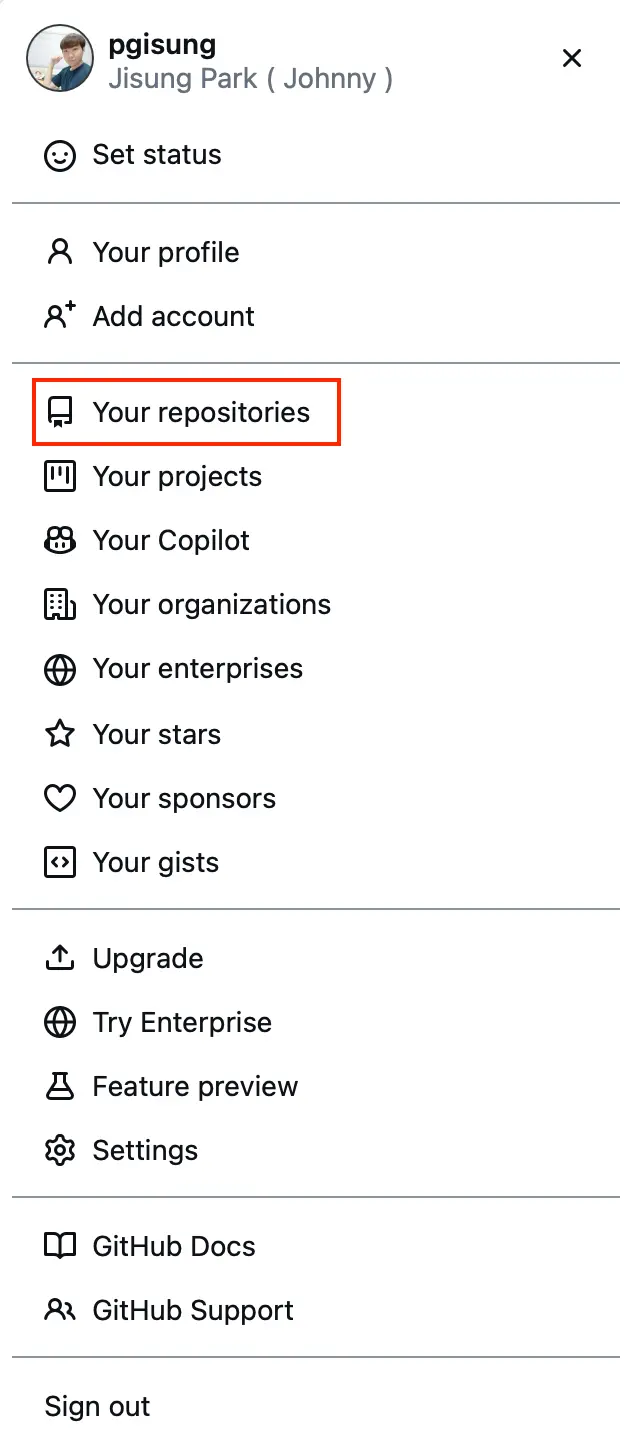 pgisung
Jisung Park ( Johnny )
Set status
Your profile
Add account
Your repositories
Your projects
Your Copilot
Your organizations
Your enterprises
Your stars
Your sponsors
Your gists
Upgrade
Try Enterprise
Feature preview
Settings
GitHub Docs
GitHub Support
Sign out